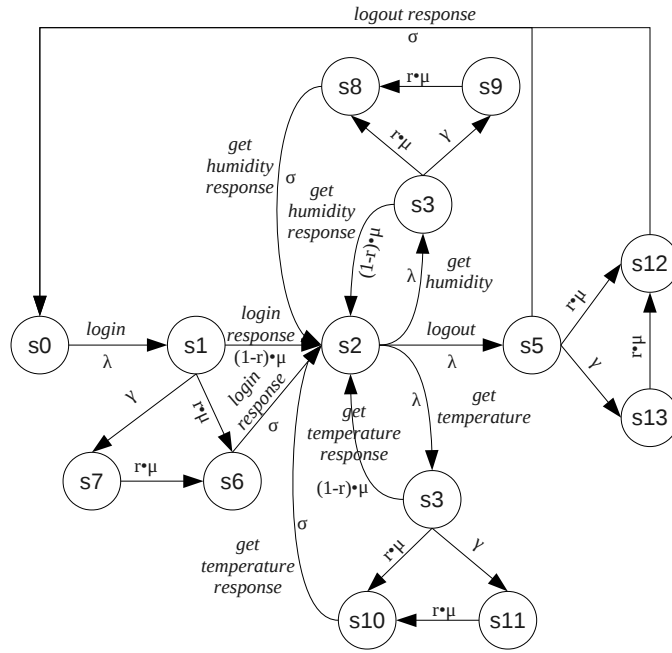 logout response
σ
s8
r•μ
s9
get
humidity
response
σ
r•μ
γ
get
humidity
response
s3
(1-r)•μ
λ
get
humidity
s12
s0
login
λ
s1
login
response
(1-r)•μ
s2
logout
λ
s5
r•μ
γ
r•μ
s13
γ
r•μ
login
response
σ
λ
get
temperature
get
temperature
response
(1-r)•μ
s7
r•μ
s6
s3
σ
get
temperature
response
r•μ
γ
s10
r•μ
s11